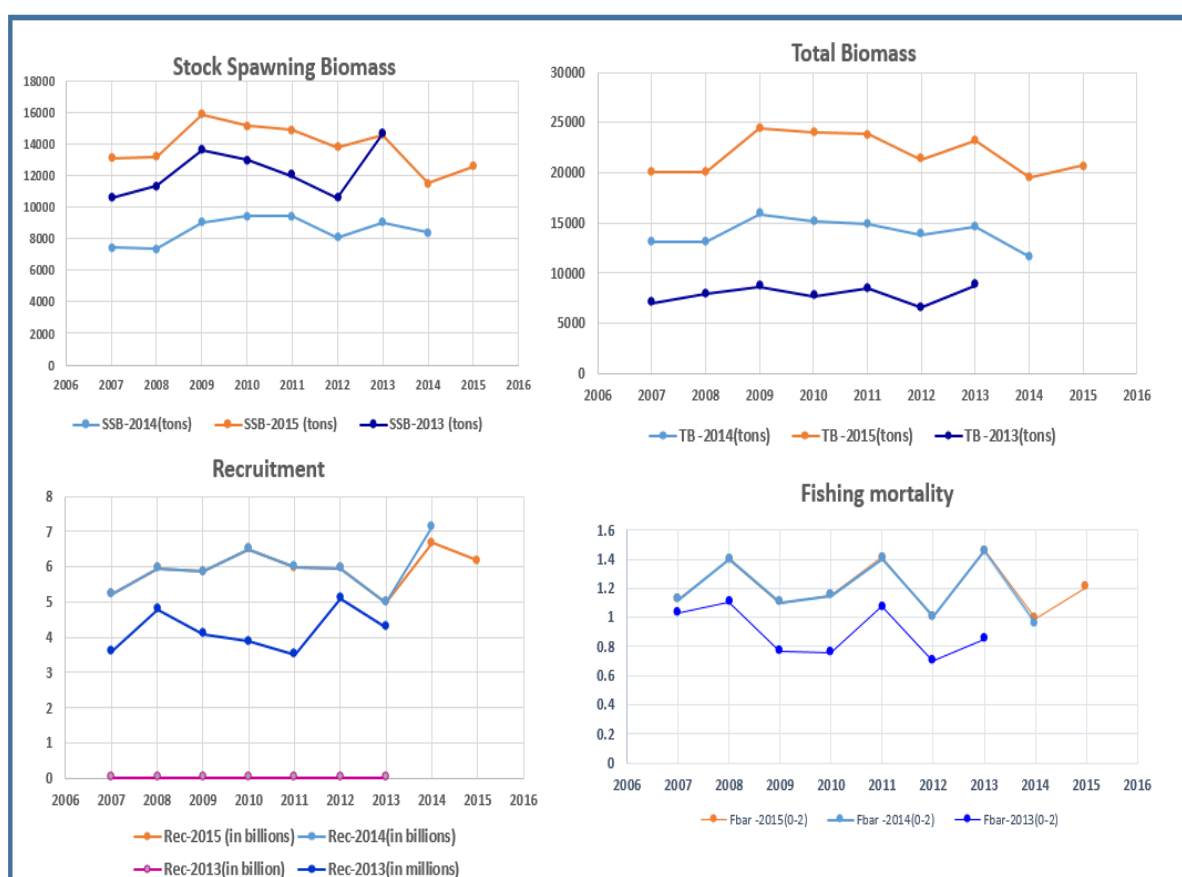 Stock Spawning Biomass
18000
16000
14000
12000
10000
8000
6000
4000
2000
0
2006 2007 2008 2009 2010 2011 2012 2013 2014 2015 2016
SSB-2014(tons) SSB-2015 (tons) SSB-2013 (tons)
Total Biomass
30000
25000
20000
15000
10000
5000
0
2006 2007 2008 2009 2010 2011 2012 2013 2014 2015 2016
TB -2014(tons) TB -2015(tons) TB -2013(tons)
Recruitment
8
7
6
5
4
3
2
1
0
2006 2007 2008 2009 2010 2011 2012 2013 2014 2015 2016
Rec-2015 (in billions) Rec-2014(in billions)
Rec-2013(in billion) Rec-2013(in millions)
Fishing mortality
1.6
1.4
1.2
1
0.8
0.6
0.4
0.2
0
2006 2007 2008 2009 2010 2011 2012 2013 2014 2015 2016
Fbar -2015(0-2) Fbar -2014(0-2) Fbar-2013(0-2)